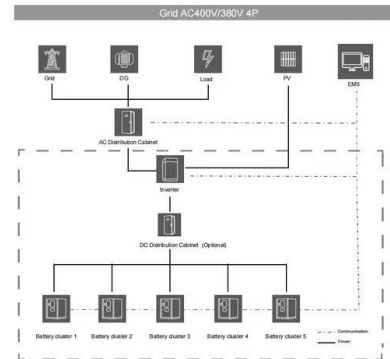 Grid AC400V/380V 4P
Grid
DG
Load
PV
EMS
AC Distribution Cabinet
Inverter
DC Distribution Cabinet (Optional)
Battery cluster 1
Battery cluster 2
Battery cluster 3
Battery cluster 4
Battery cluster 5
Communication
Power